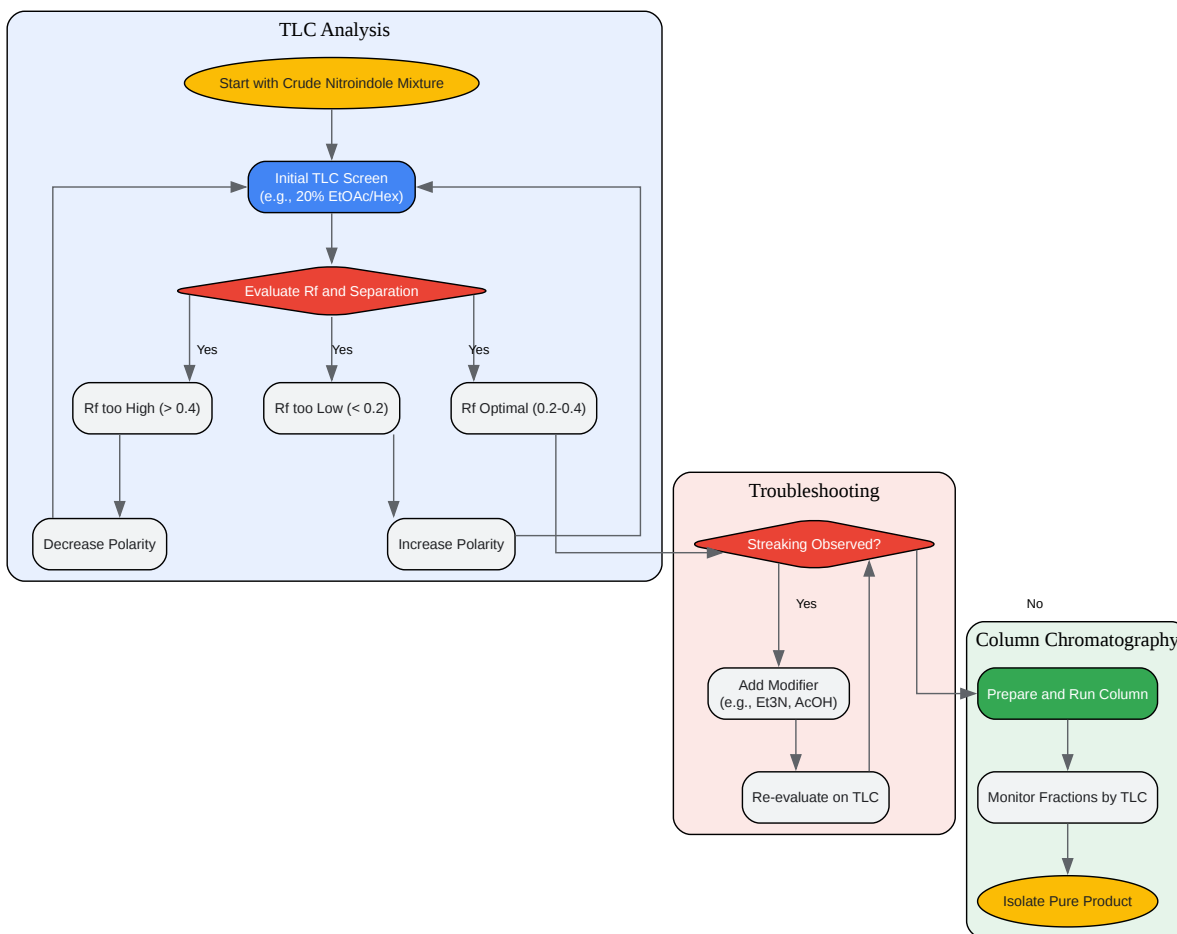 TLC Analysis
Start with Crude Nitroindole Mixture
Initial TLC Screen
(e.g., 20% EtOAc/Hex)
Evaluate Rf and Separation
Yes
Yes
Yes
Rf too High (> 0.4)
Rf too Low (< 0.2)
Rf Optimal (0.2-0.4)
Decrease Polarity
Increase Polarity
Troubleshooting
Streaking Observed?
Yes
No
Add Modifier
(e.g., Et3N, AcOH)
Re-evaluate on TLC
Column Chromatography
Prepare and Run Column
Monitor Fractions by TLC
Isolate Pure Product